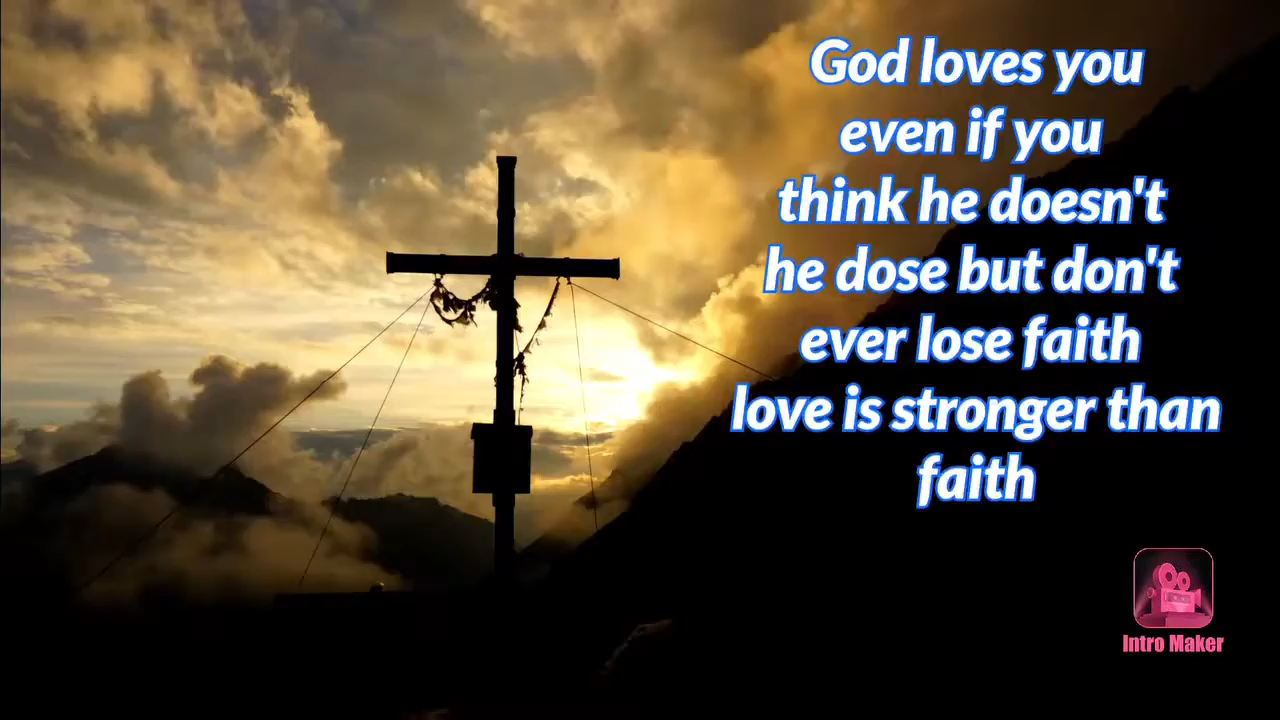 God loves you
even if you
think he doesn't
he dose but don't
ever lose faith
love is stronger than
faith
Intro Maker